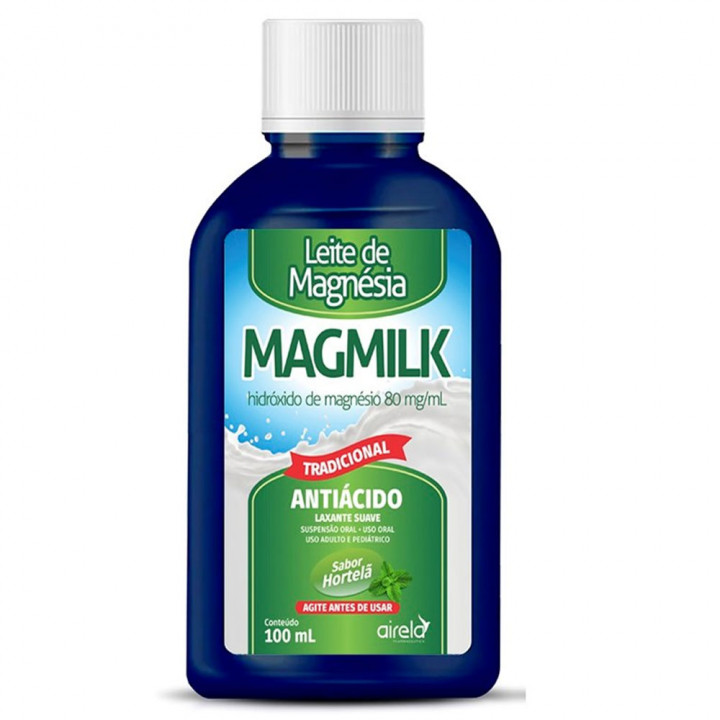 Leite de
Magnésia
MAGMILK
hidróxido de magnésio 80 mg/mL
TRADICIONAL
ANTIÁCIDO
LAXANTE SUAVE
SUSPENSÃO ORAL • USO ORAL
USO ADULTO E PEDIÁTRICO
Sabor
Hortelã
AGITE ANTES DE USAR
Conteúdo
100 mL
airela